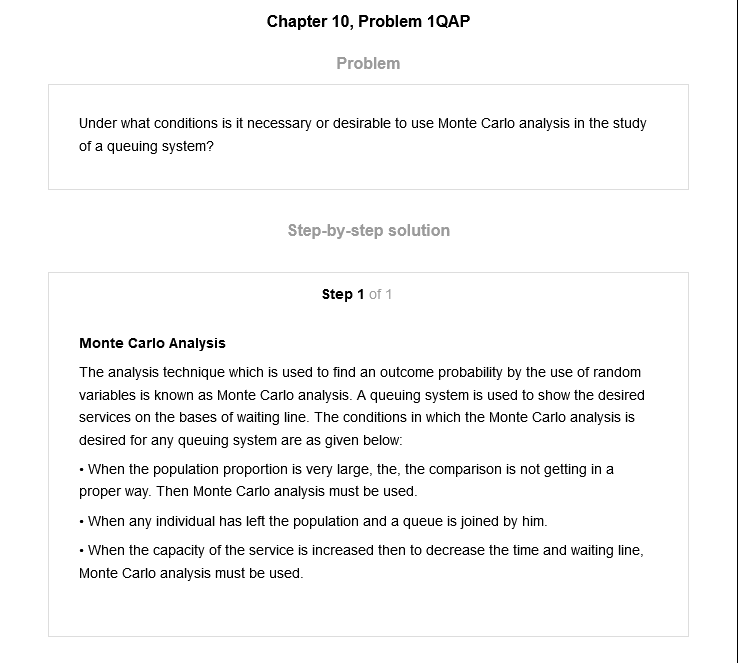 Chapter 10, Problem 1QAP
Problem
Under what conditions is it necessary or desirable to use Monte Carlo analysis in the study
of a queuing system?
Step-by-step solution
Step 1 of 1
Monte Carlo Analysis
The analysis technique which is used to find an outcome probability by the use of random
variables is known as Monte Carlo analysis. A queuing system is used to show the desired
services on the bases of waiting line. The conditions in which the Monte Carlo analysis is
desired for any queuing system are as given below:
• When the population proportion is very large, the, the comparison is not getting in a
proper way. Then Monte Carlo analysis must be used.
• When any individual has left the population and a queue is joined by him.
• When the capacity of the service is increased then to decrease the time and waiting line,
Monte Carlo analysis must be used.